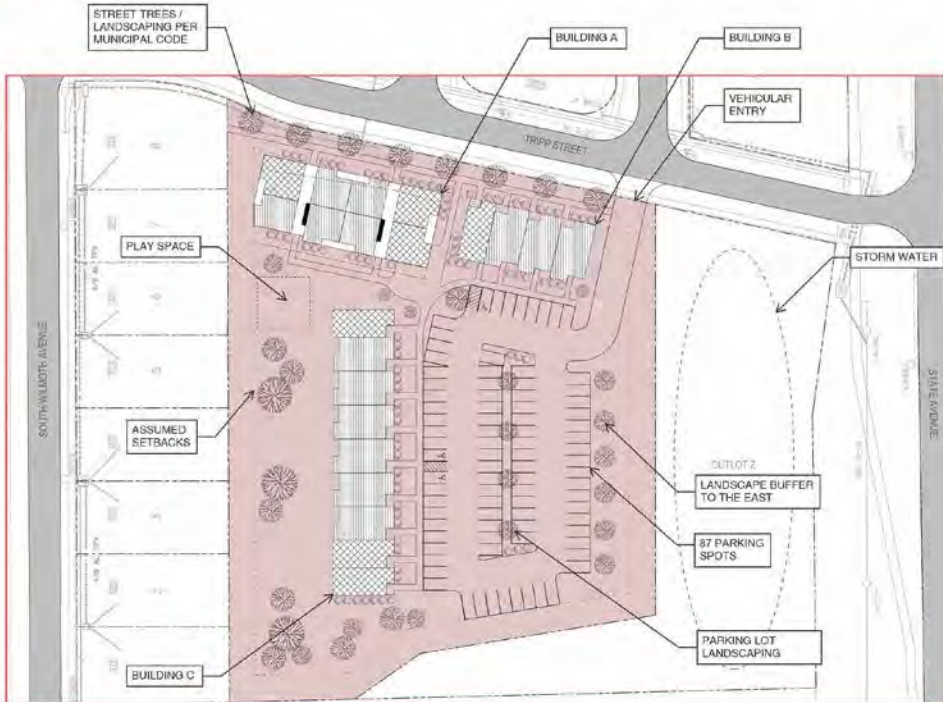 STREET TREES /
LANDSCAPING PER
MUNICIPAL CODE
BUILDING A
BUILDING B
VEHICULAR
ENTRY
TRIPP STREET
PLAY SPACE
STORM WATER
SOUTH WILMOTH AVENUE
STATE AVENUE
ASSUMED
SETBACKS
OUTLOT Z
LANDSCAPE BUFFER
TO THE EAST
87 PARKING
SPOTS
PARKING LOT
LANDSCAPING
BUILDING C